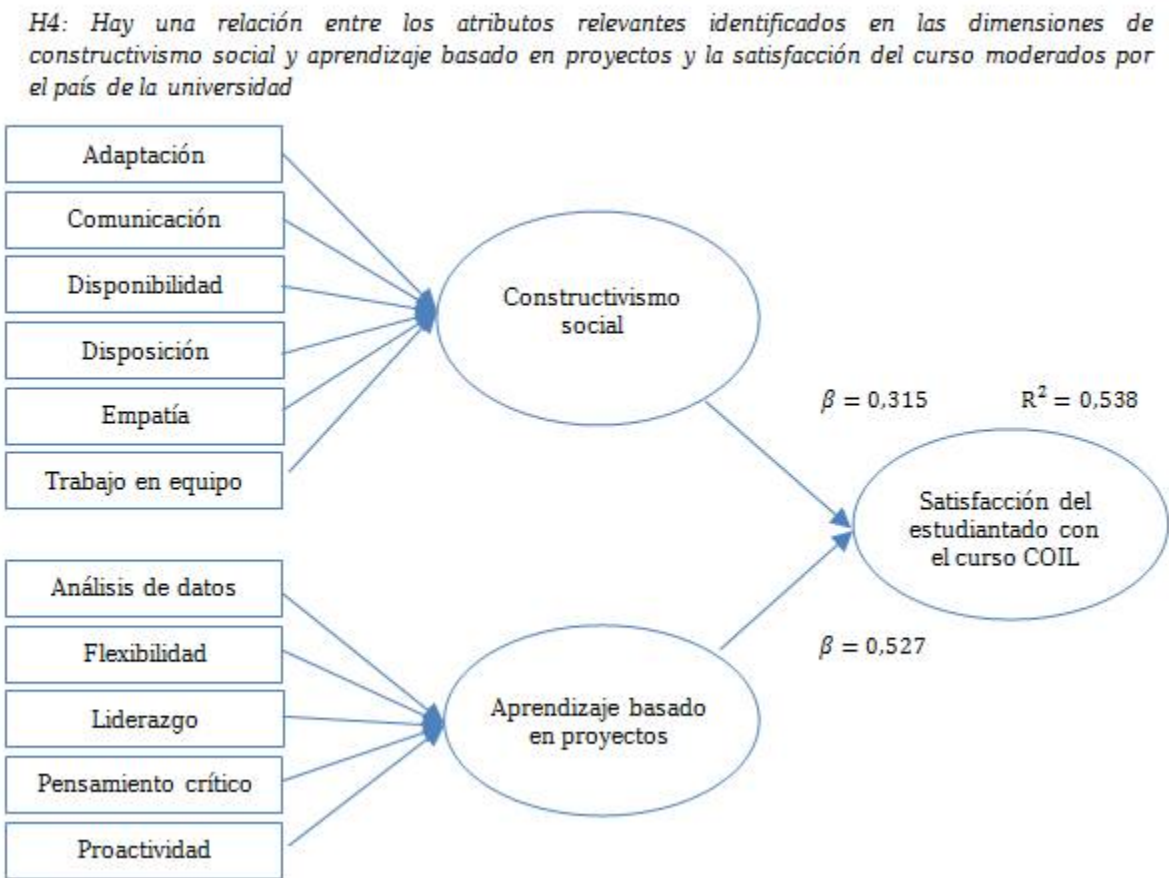 H4: Hay una relación entre los atributos relevantes identificados en las dimensiones de
constructivismo social y aprendizaje basado en proyectos y la satisfacción del curso moderados por
el país de la universidad
Adaptación
Comunicación
Disponibilidad
Disposición
Empatía
Trabajo en equipo
Constructivismo
social
β = 0,315
R² = 0,538
Satisfacción del
estudiantado con
el curso COIL
Análisis de datos
Flexibilidad
Liderazgo
Pensamiento crítico
Proactividad
Aprendizaje basado
en proyectos
β = 0,527